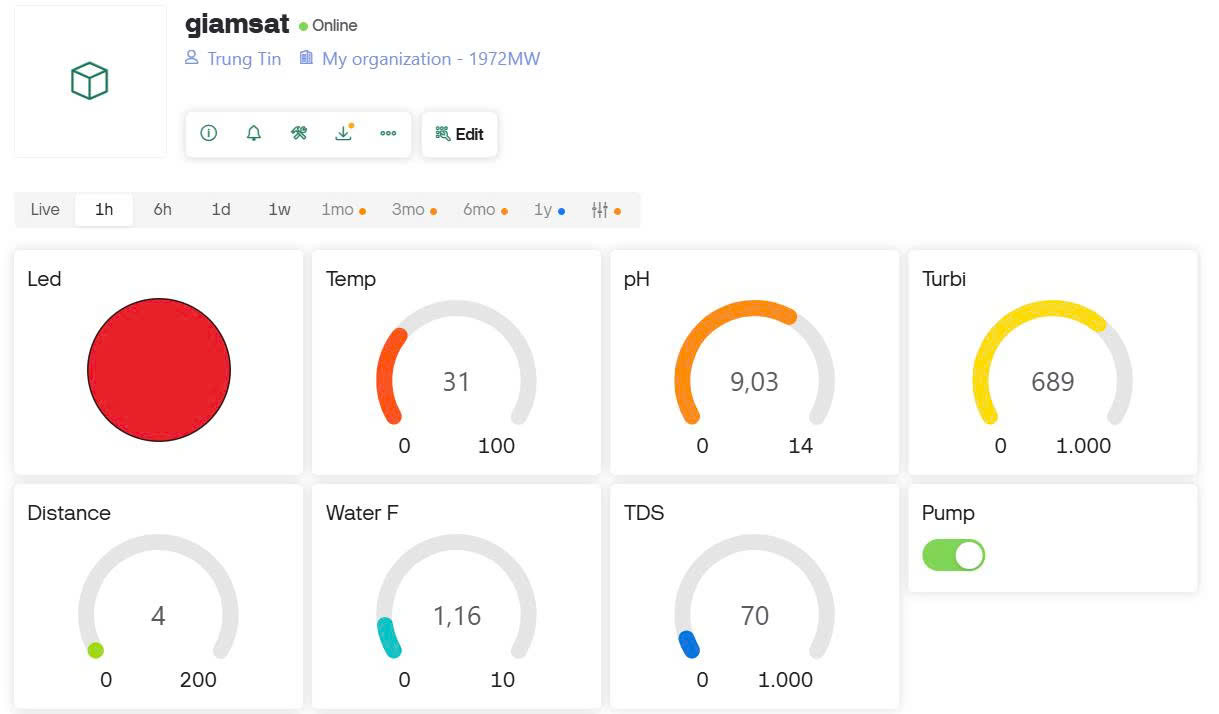 giamsat Online
Trung Tin My organization - 1972MW
Edit
Live 1h 6h 1d 1w 1mo 3mo 6mo 1y
Led
Temp
31
0 100
pH
9,03
0 14
Turbi
689
0 1.000
Distance
4
0 200
Water F
1,16
0 10
TDS
70
0 1.000
Pump